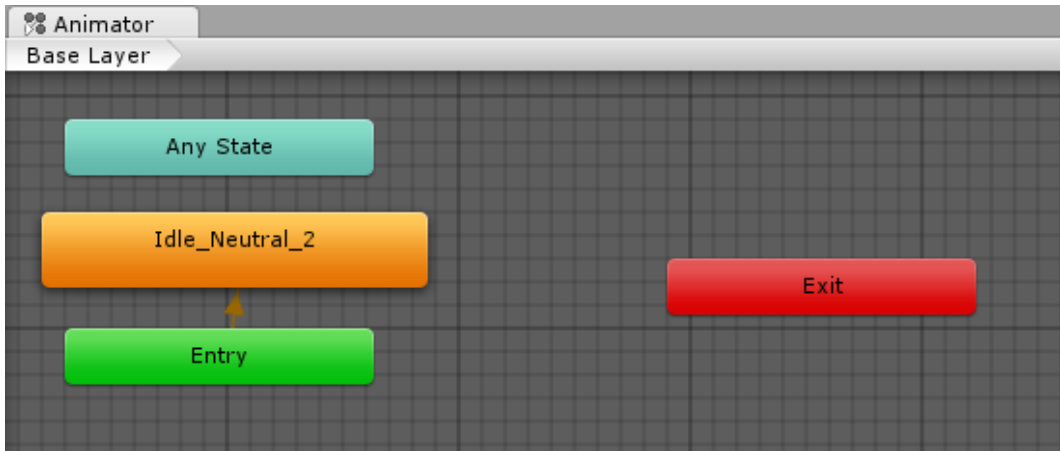 Animator
Base Layer
Any State
Idle_Neutral_2
Exit
Entry